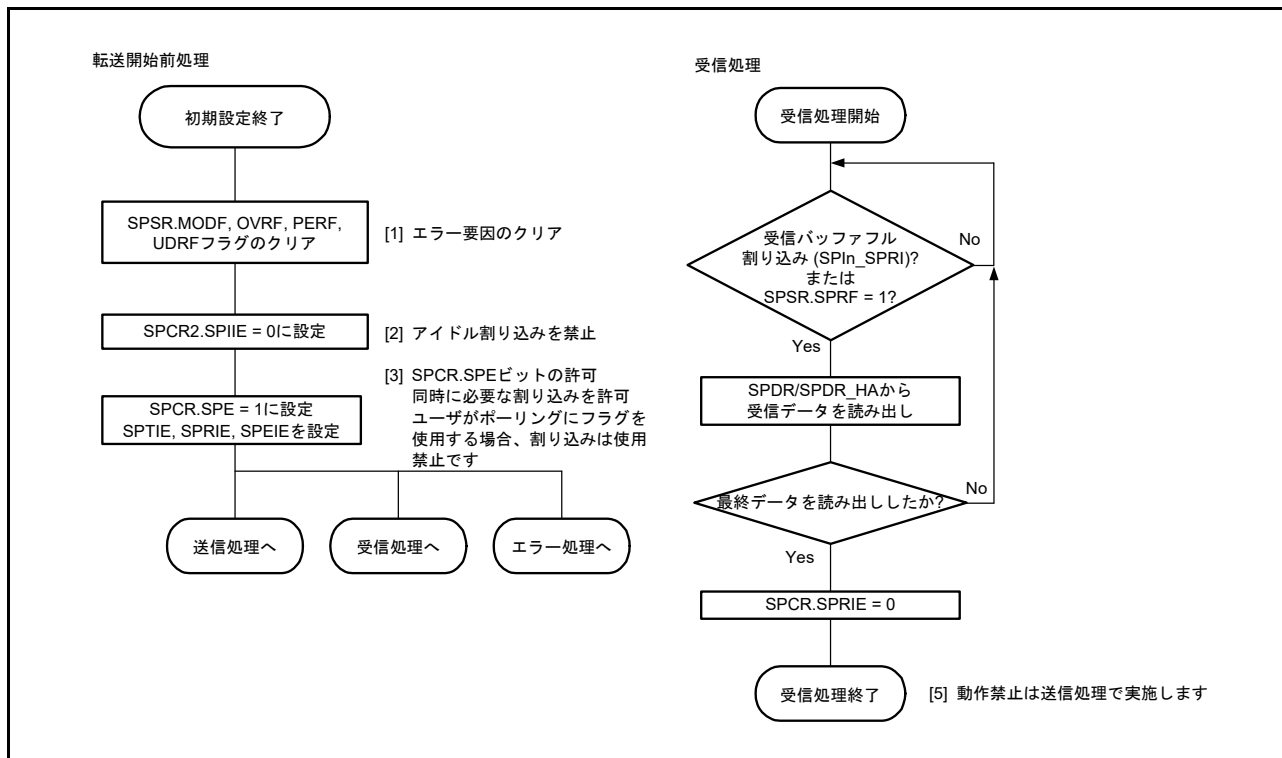 転送開始前処理
初期設定終了
SPSR.MODF, OVRF, PERF,
UDRFフラグのクリア
[1] エラー要因のクリア
SPCR2.SPIIE = 0に設定
[2] アイドル割り込みを禁止
SPCR.SPE = 1に設定
SPTIE, SPRIE, SPEIEを設定
[3] SPCR.SPEビットの許可
同時に必要な割り込みを許可
ユーザがポーリングにフラグを
使用する場合、割り込みは使用
禁止です
送信処理へ
受信処理へ
エラー処理へ
受信処理
受信処理開始
受信バッファフル
割り込み (SPIn_SPRI)?
または
SPSR.SPRF = 1?
No
Yes
SPDR/SPDR_HAから
受信データを読み出し
最終データを読み出ししたか?
No
Yes
SPCR.SPRIE = 0
受信処理終了
[5] 動作禁止は送信処理で実施します